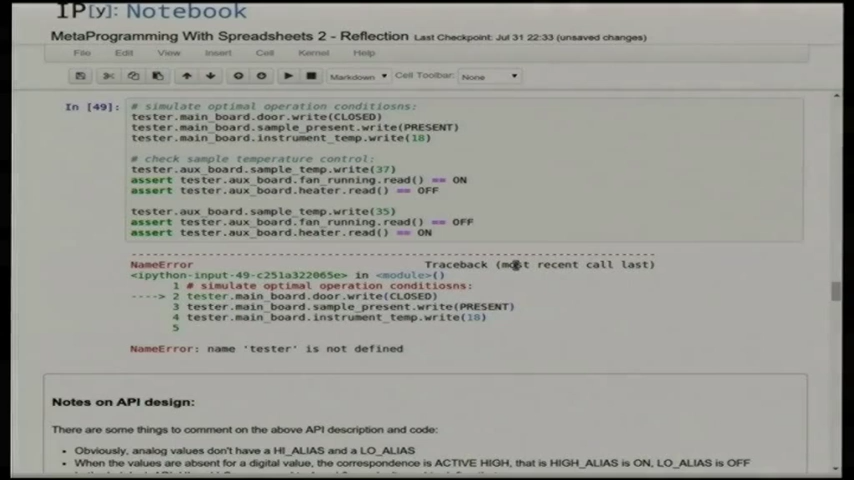 IP[y]: Notebook
MetaProgramming With Spreadsheets 2 - Reflection Last Checkpoint: Jul 31 22:33 (unsaved changes)
File Edit View Insert Cell Kernel Help
Markdown Cell Toolbar: None
In [49]: # simulate optimal operation conditiosns:
tester.main_board.door.write(CLOSED)
tester.main_board.sample_present.write(PRESENT)
tester.main_board.instrument_temp.write(18)
# check sample temperature control:
tester.aux_board.sample_temp.write(37)
assert tester.aux_board.fan_running.read() == ON
assert tester.aux_board.heater.read() == OFF
tester.aux_board.sample_temp.write(35)
assert tester.aux_board.fan_running.read() == OFF
assert tester.aux_board.heater.read() == ON
---------------------------------------------------------------------------
NameError Traceback (most recent call last)
<ipython-input-49-c251a322065e> in <module>()
1 # simulate optimal operation conditiosns:
----> 2 tester.main_board.door.write(CLOSED)
3 tester.main_board.sample_present.write(PRESENT)
4 tester.main_board.instrument_temp.write(18)
5
NameError: name 'tester' is not defined
Notes on API design:
There are some things to comment on the above API description and code:
• Obviously, analog values don't have a HI_ALIAS and a LO_ALIAS
• When the values are absent for a digital value, the correspondence is ACTIVE HIGH, that is HIGH_ALIAS is ON, LO_ALIAS is OFF